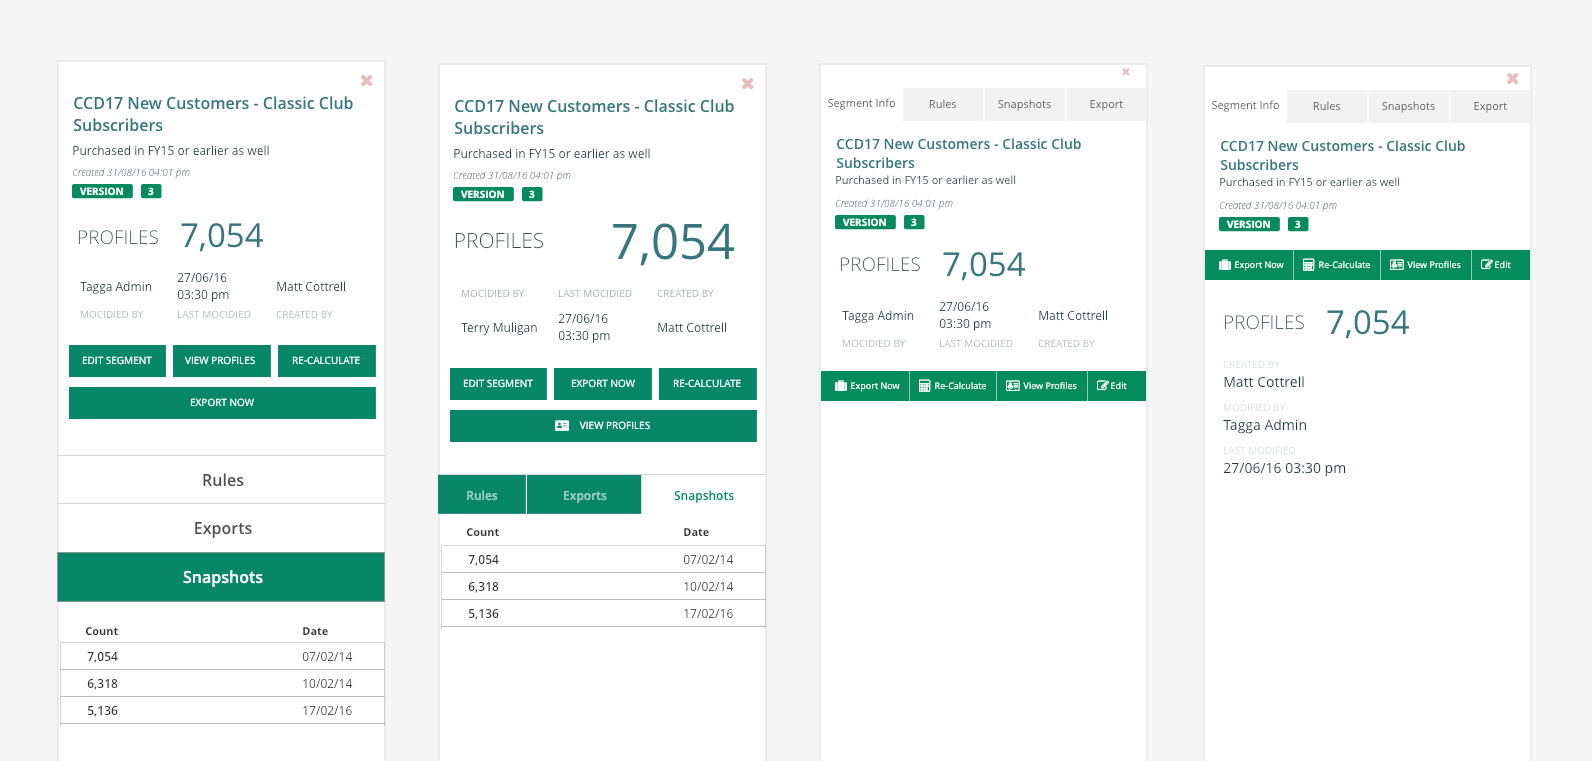 CCD17 New Customers - Classic Club
Subscribers
Purchased in FY15 or earlier as well
Created 31/08/16 04:01 pm
VERSION 3
PROFILES 7,054
Tagga Admin 27/06/16 03:30 pm Matt Cottrell
MOCIDIED BY LAST MOCIDIED CREATED BY
EDIT SEGMENT VIEW PROFILES RE-CALCULATE
EXPORT NOW
Rules
Exports
Snapshots
Count Date
7,054 07/02/14
6,318 10/02/14
5,136 17/02/16
CCD17 New Customers - Classic Club
Subscribers
Purchased in FY15 or earlier as well
Created 31/08/16 04:01 pm
VERSION 3
PROFILES 7,054
MOCIDIED BY LAST MOCIDIED CREATED BY
Terry Muligan 27/06/16 03:30 pm Matt Cottrell
EDIT SEGMENT EXPORT NOW RE-CALCULATE
VIEW PROFILES
Rules Exports Snapshots
Count Date
7,054 07/02/14
6,318 10/02/14
5,136 17/02/16
Segment Info Rules Snapshots Export
CCD17 New Customers - Classic Club
Subscribers
Purchased in FY15 or earlier as well
Created 31/08/16 04:01 pm
VERSION 3
PROFILES 7,054
Tagga Admin 27/06/16 03:30 pm Matt Cottrell
MOCIDIED BY LAST MOCIDIED CREATED BY
Export Now Re-Calculate View Profiles Edit
Segment Info Rules Snapshots Export
CCD17 New Customers - Classic Club
Subscribers
Purchased in FY15 or earlier as well
Created 31/08/16 04:01 pm
VERSION 3
Export Now Re-Calculate View Profiles Edit
PROFILES 7,054
CREATED BY
Matt Cottrell
MODIFIED BY
Tagga Admin
LAST MODIFIED
27/06/16 03:30 pm